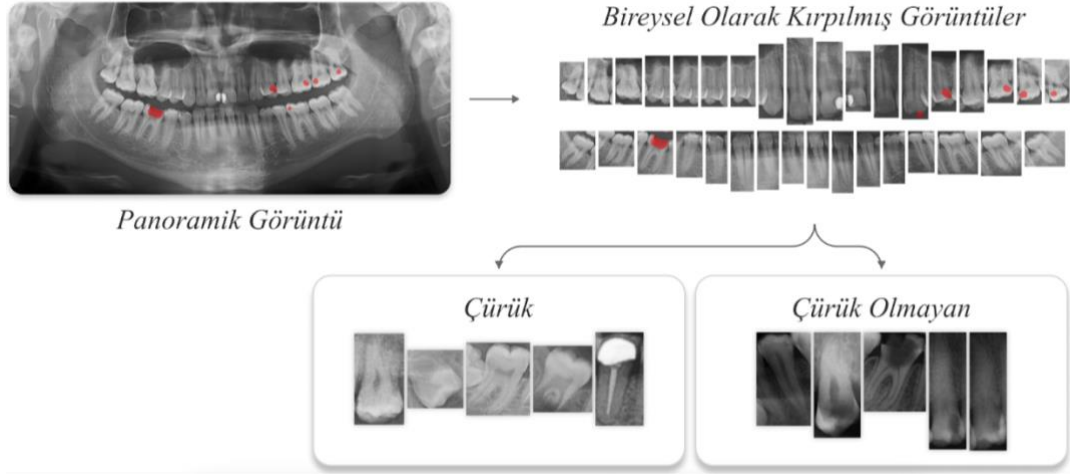 Bireysel Olarak Kırpılmış Görüntüler
Panoramik Görüntü
Çürük
Çürük Olmayan